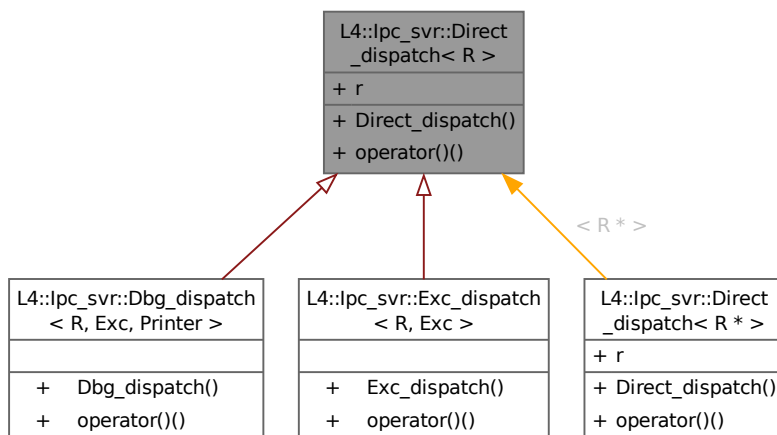 L4::Ipc_svr::Direct
_dispatch< R >
+ r
+ Direct_dispatch()
+ operator()()
< R * >
L4::Ipc_svr::Dbg_dispatch
< R, Exc, Printer >
+ Dbg_dispatch()
+ operator()()
L4::Ipc_svr::Exc_dispatch
< R, Exc >
+ Exc_dispatch()
+ operator()()
L4::Ipc_svr::Direct
_dispatch< R * >
+ r
+ Direct_dispatch()
+ operator()()